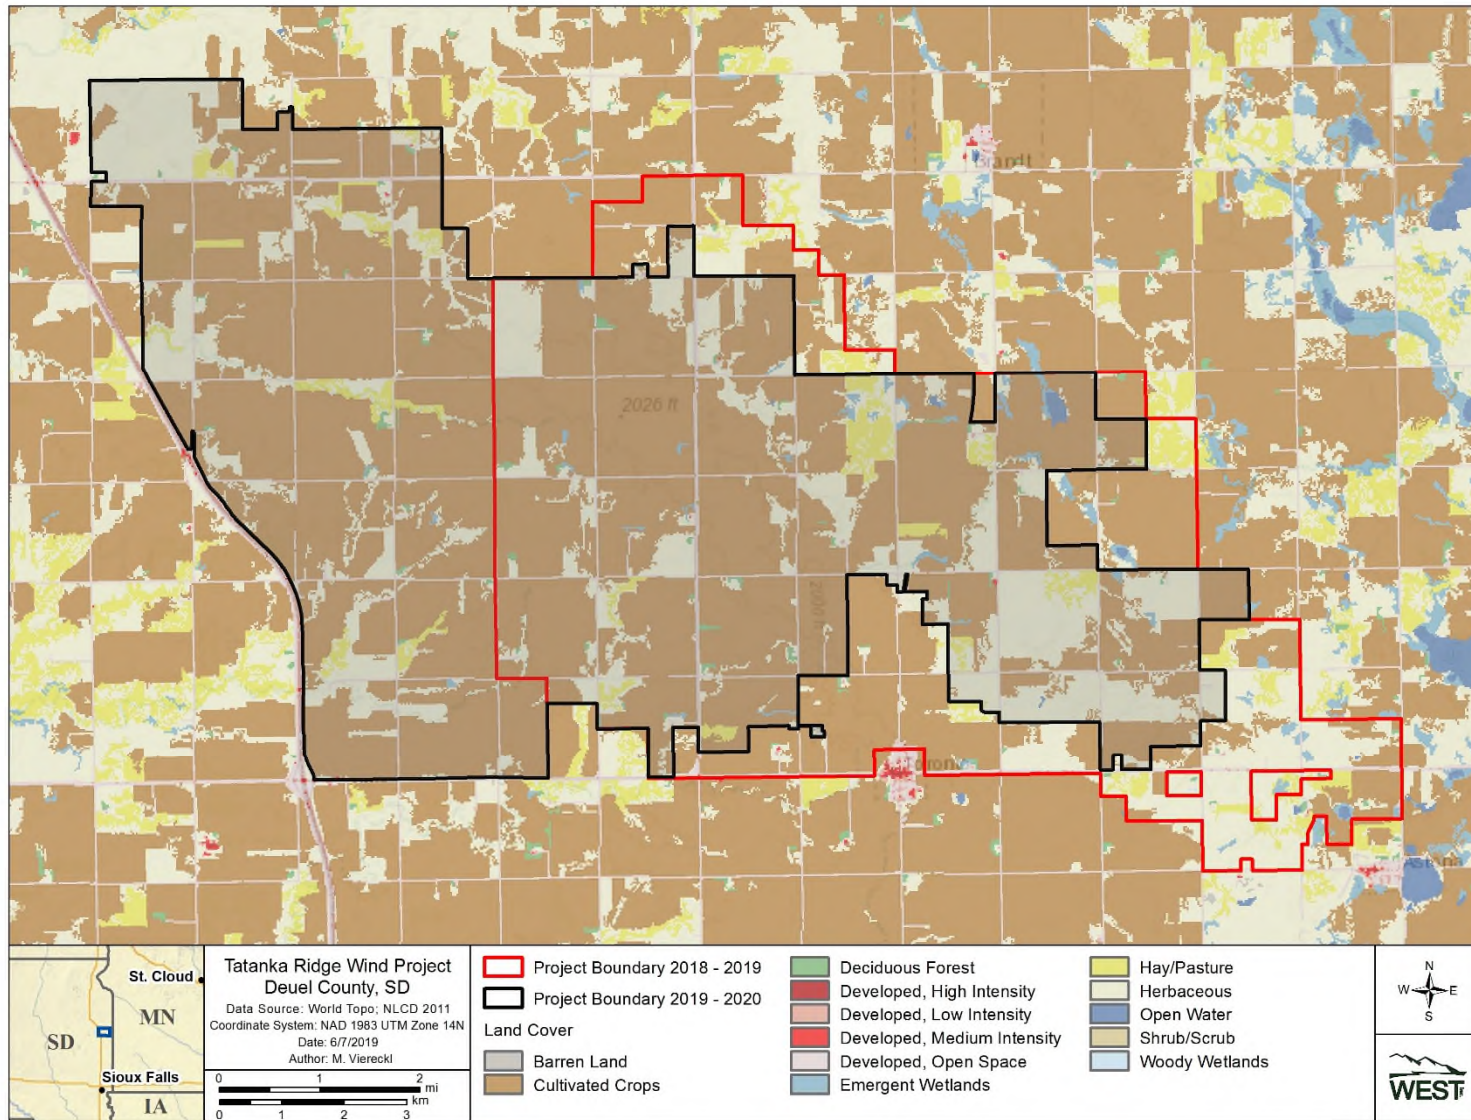 Brandt
2026 ft
Toronto
Astoria
St. Cloud
MN
SD
Sioux Falls
IA
Tatanka Ridge Wind Project
Deuel County, SD
Data Source: World Topo; NLCD 2011
Coordinate System: NAD 1983 UTM Zone 14N
Date: 6/7/2019
Author: M. Viereckl
0 1 2
mi
km
0 1 2 3
Project Boundary 2018 - 2019
Project Boundary 2019 - 2020
Land Cover
Barren Land
Cultivated Crops
Deciduous Forest
Developed, High Intensity
Developed, Low Intensity
Developed, Medium Intensity
Developed, Open Space
Emergent Wetlands
Hay/Pasture
Herbaceous
Open Water
Shrub/Scrub
Woody Wetlands
N
W E
S
WEST